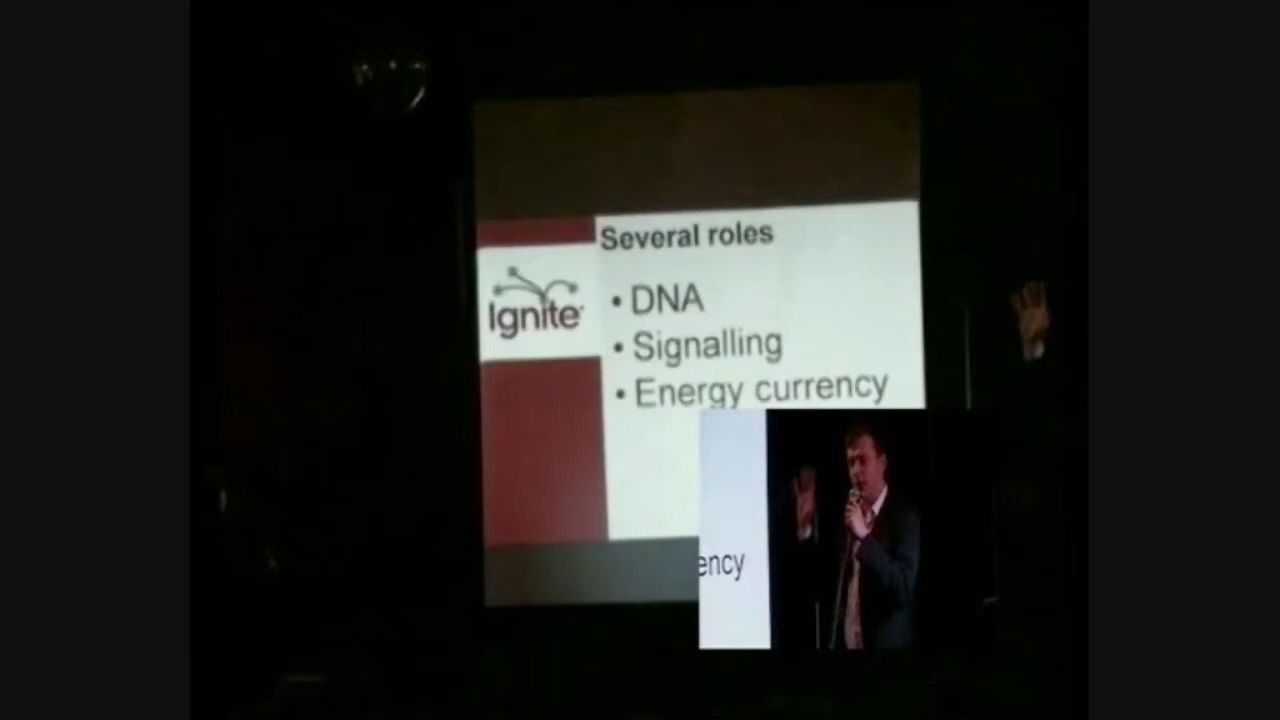 Several roles
Ignite
• DNA
• Signalling
• Energy currency
ency